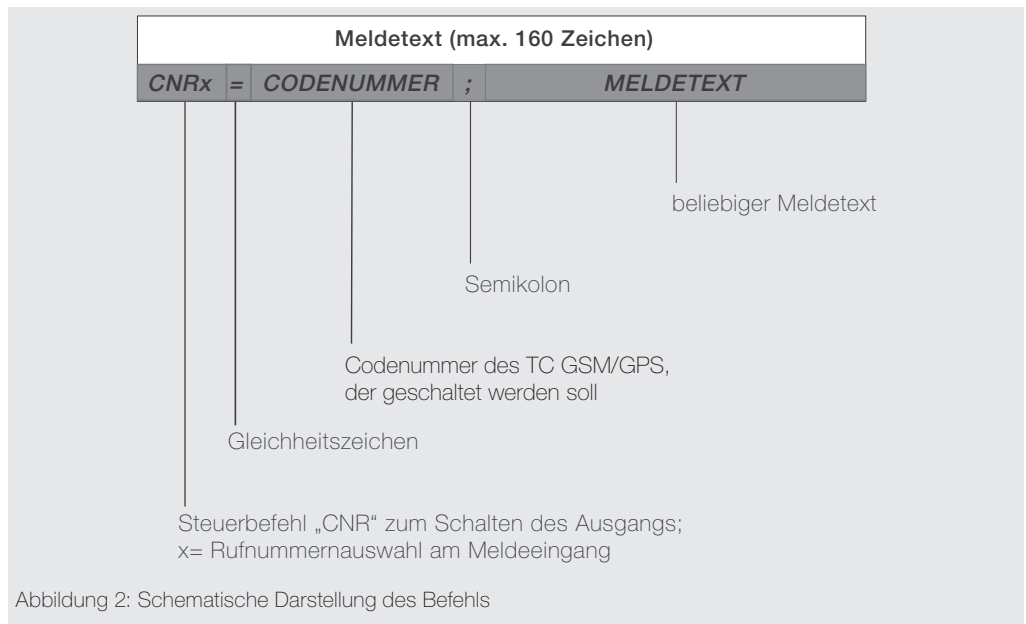 Meldetext (max. 160 Zeichen)
CNRx = CODENUMMER ; MELDETEXT
beliebiger Meldetext
Semikolon
Codenummer des TC GSM/GPS,
der geschaltet werden soll
Gleichheitszeichen
Steuerbefehl „CNR“ zum Schalten des Ausgangs;
x= Rufnummernauswahl am Meldeeingang
Abbildung 2: Schematische Darstellung des Befehls